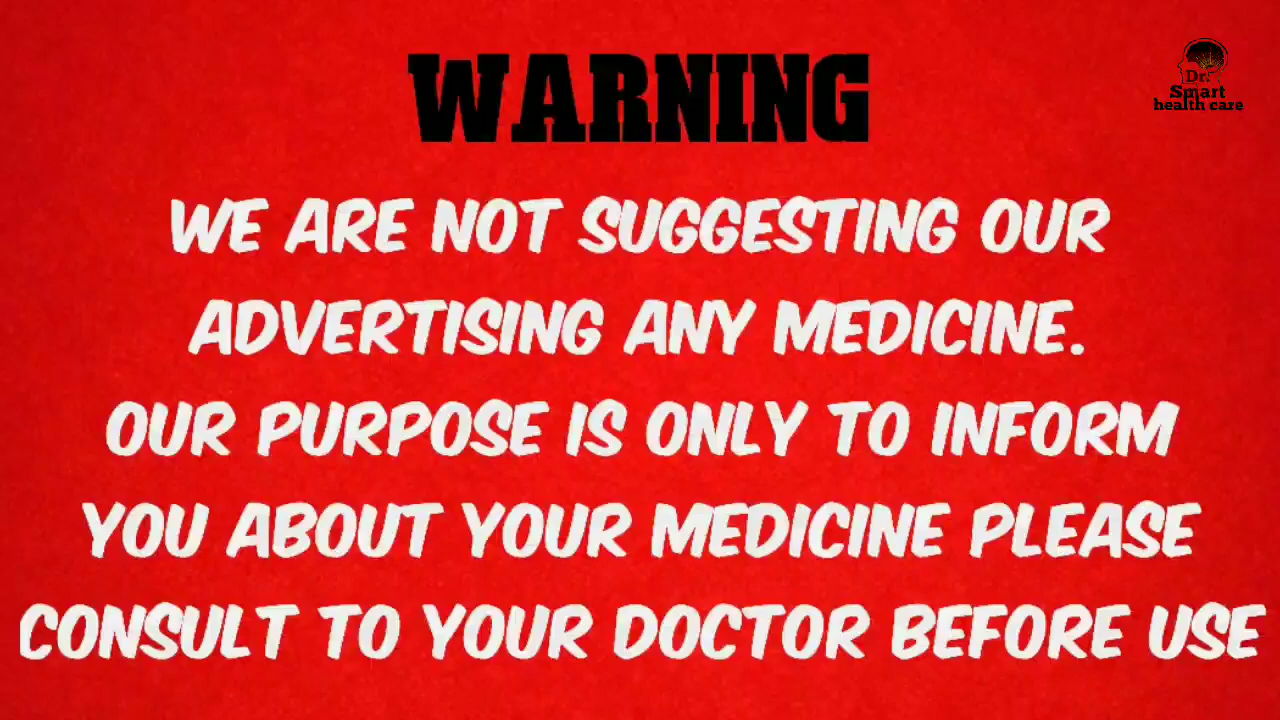 WARNING
Dr.
Smart
health care
WE ARE NOT SUGGESTING OUR
ADVERTISING ANY MEDICINE.
OUR PURPOSE IS ONLY TO INFORM
YOU ABOUT YOUR MEDICINE PLEASE
CONSULT TO YOUR DOCTOR BEFORE USE